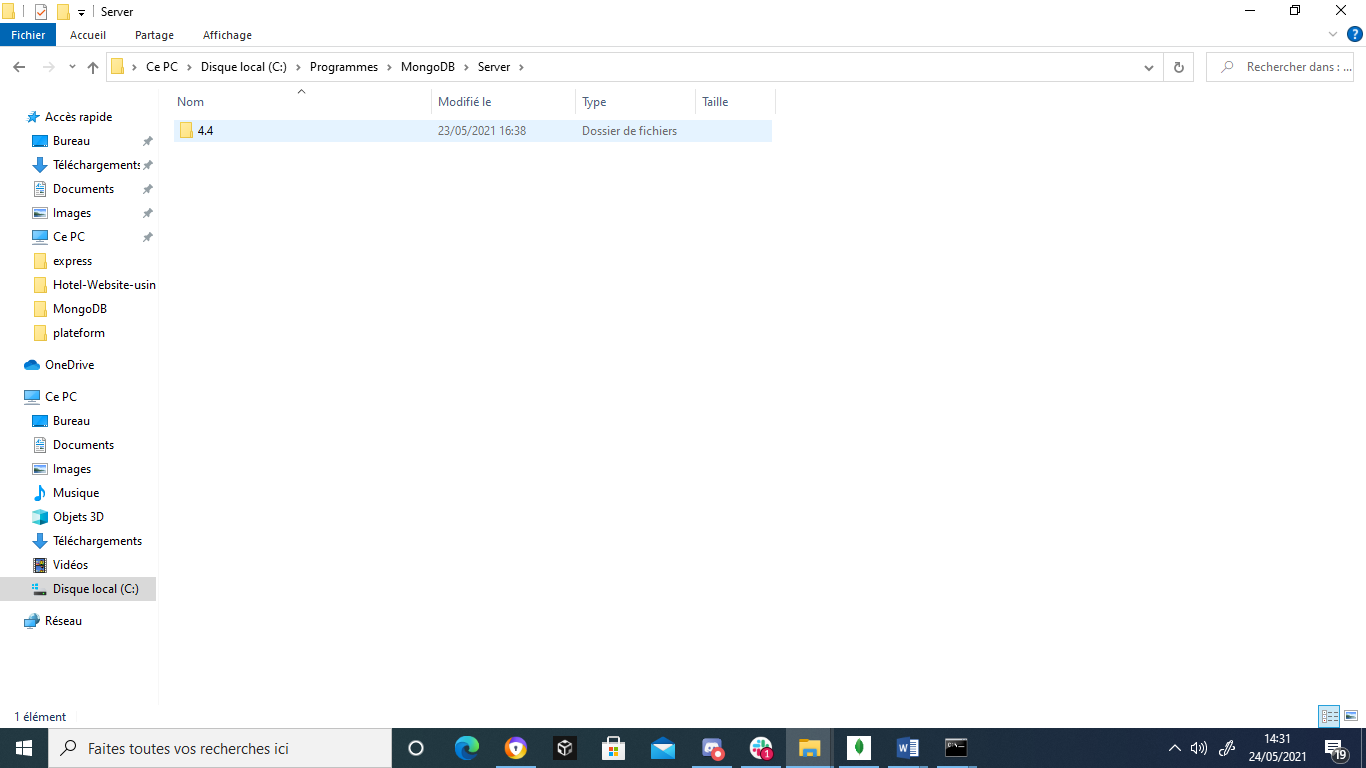 Server
Fichier Accueil Partage Affichage
Ce PC Disque local (C:) Programmes MongoDB Server
Rechercher dans : ...
Nom Modifié le Type Taille
4.4 23/05/2021 16:38 Dossier de fichiers
Accès rapide
Bureau
Téléchargements
Documents
Images
Ce PC
express
Hotel-Website-usin
MongoDB
plateform
OneDrive
Ce PC
Bureau
Documents
Images
Musique
Objets 3D
Téléchargements
Vidéos
Disque local (C:)
Réseau
1 élément
Faites toutes vos recherches ici
1
14:31
24/05/2021
19